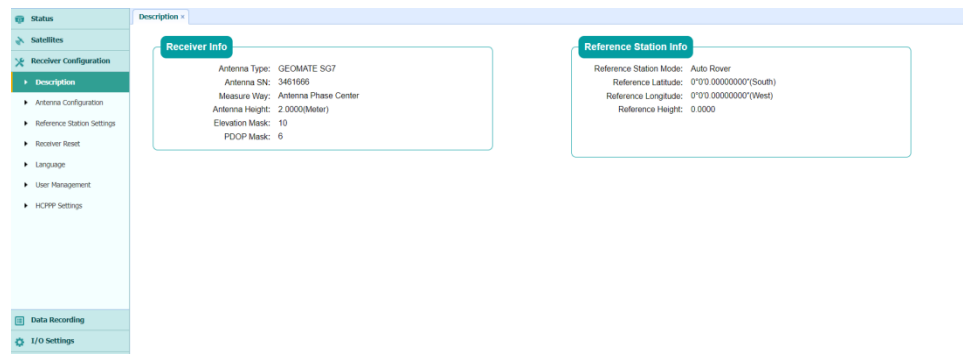 Status
Satellites
Receiver Configuration
Description
Antenna Configuration
Reference Station Settings
Receiver Reset
Language
User Management
HCPPP Settings
Data Recording
I/O Settings
Description ×
Receiver Info
Antenna Type: GEOMATE SG7
Antenna SN: 3461666
Measure Way: Antenna Phase Center
Antenna Height: 2.0000(Meter)
Elevation Mask: 10
PDOP Mask: 6
Reference Station Info
Reference Station Mode: Auto Rover
Reference Latitude: 0°0'0.00000000"(South)
Reference Longitude: 0°0'0.00000000"(West)
Reference Height: 0.0000